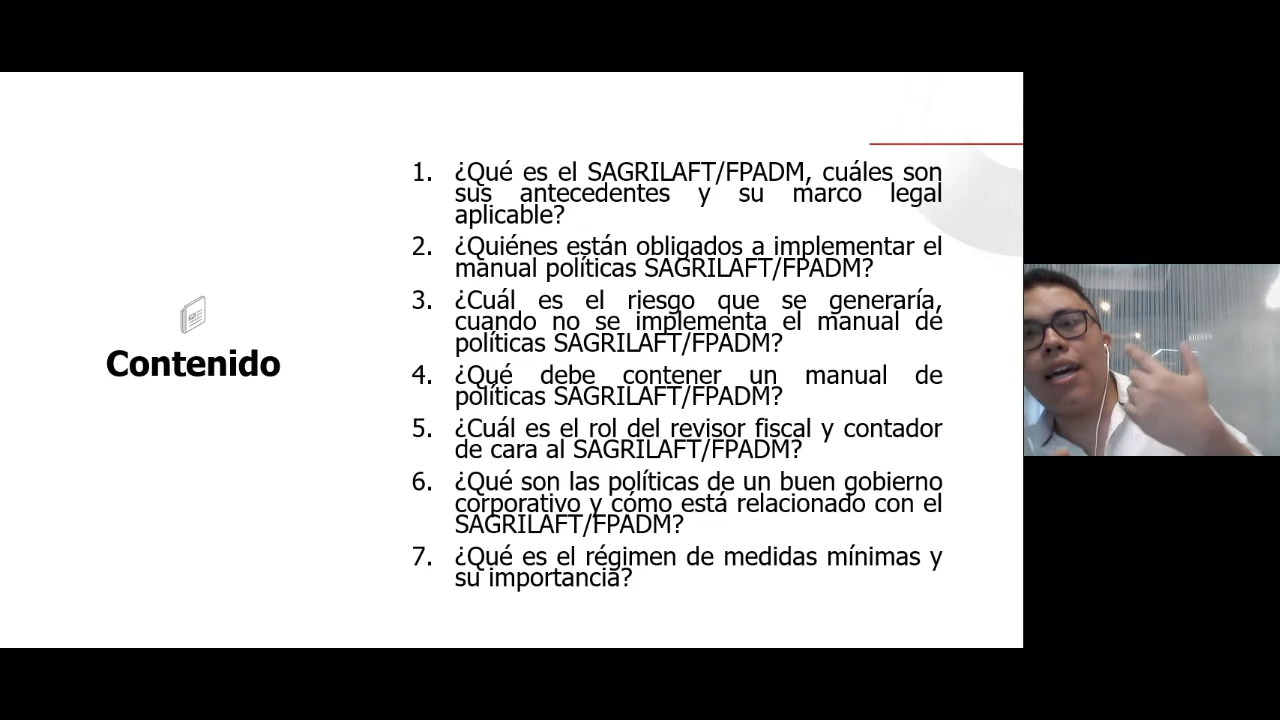 Contenido
1. ¿Qué es el SAGRILAFT/FPADM, cuáles son
sus antecedentes y su marco legal
aplicable?
2. ¿Quiénes están obligados a implementar el
manual políticas SAGRILAFT/FPADM?
3. ¿Cuál es el riesgo que se generaría,
cuando no se implementa el manual de
políticas SAGRILAFT/FPADM?
4. ¿Qué debe contener un manual de
políticas SAGRILAFT/FPADM?
5. ¿Cuál es el rol del revisor fiscal y contador
de cara al SAGRILAFT/FPADM?
6. ¿Qué son las políticas de un buen gobierno
corporativo y cómo está relacionado con el
SAGRILAFT/FPADM?
7. ¿Qué es el régimen de medidas mínimas y
su importancia?